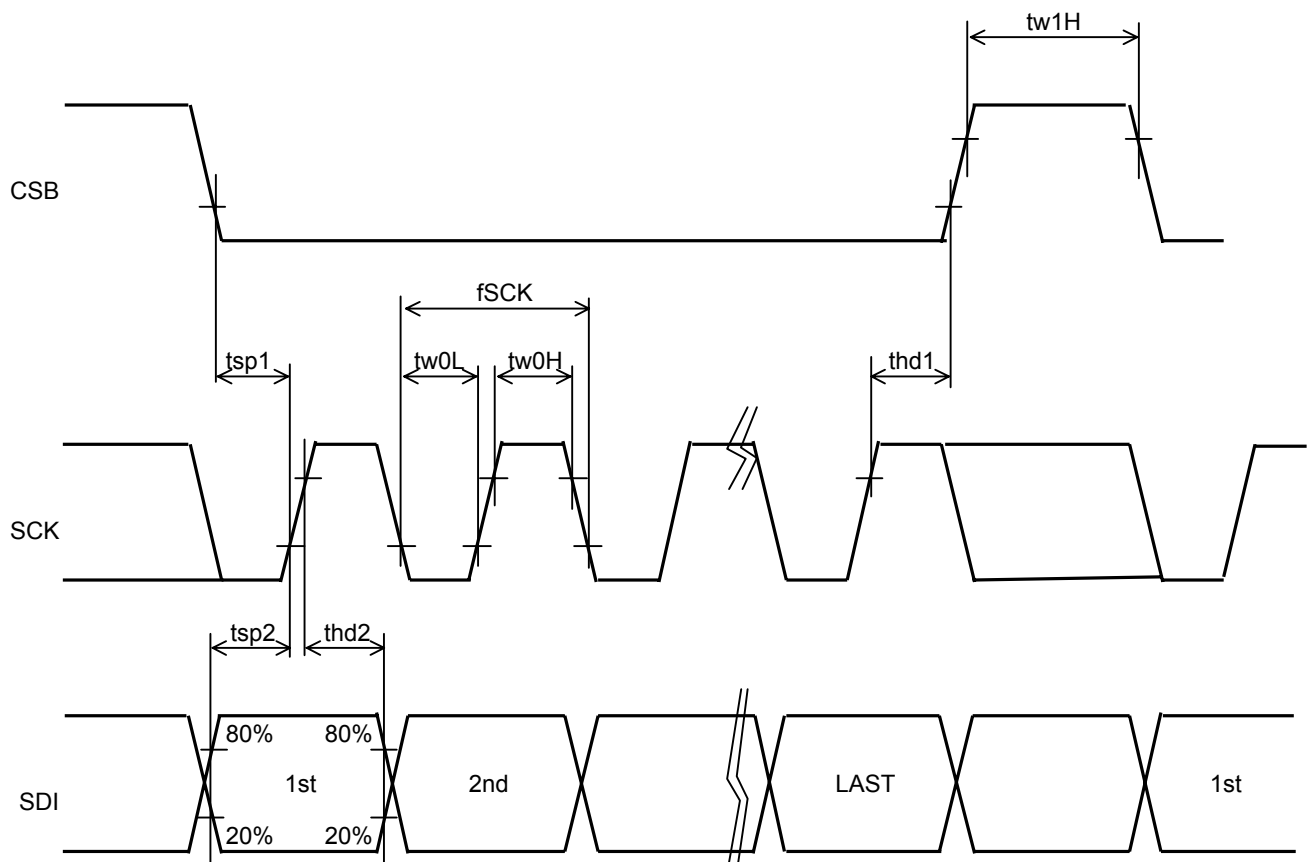 tw1H
CSB
fSCK
tsp1
tw0L
tw0H
thd1
SCK
tsp2
thd2
80%
80%
1st
2nd
LAST
1st
SDI
20%
20%